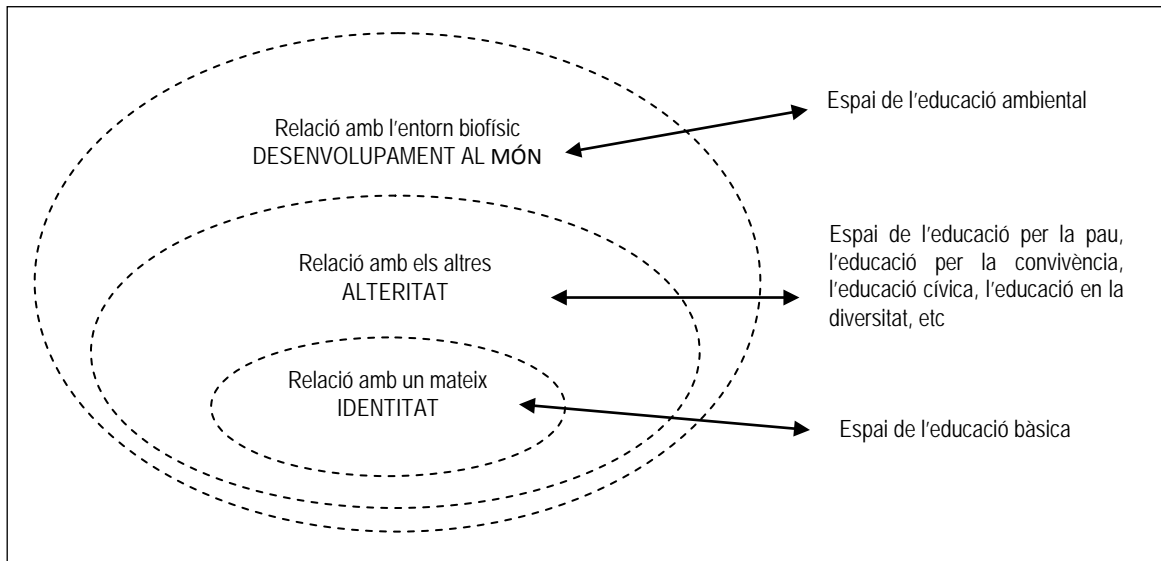 Espai de l'educació ambiental
Relació amb l'entorn biofísic
DESENVOLUPAMENT AL MÓN
Espai de l'educació per la pau,
l'educació per la convivència,
l'educació cívica, l'educació en la
diversitat, etc
Relació amb els altres
ALTERITAT
Relació amb un mateix
IDENTITAT
Espai de l'educació bàsica